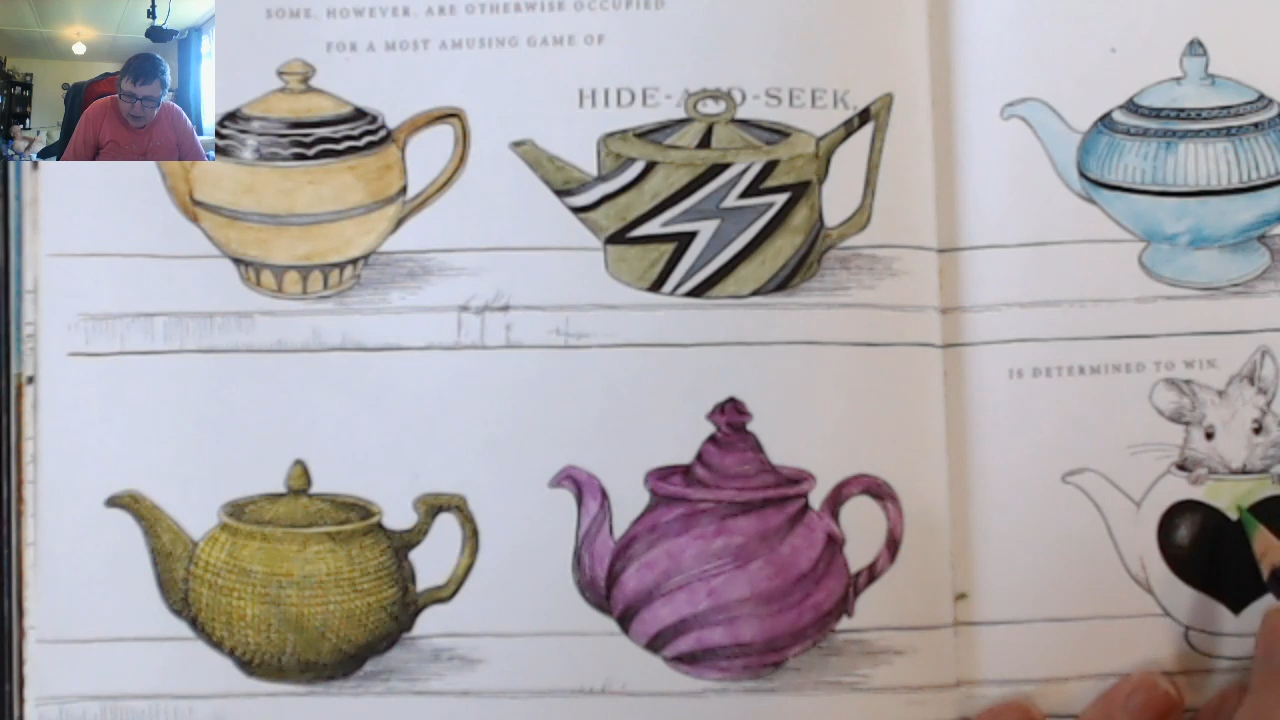 SOME, HOWEVER, ARE OTHERWISE OCCUPIED
FOR A MOST AMUSING GAME OF
HIDE-AND-SEEK,
IS DETERMINED TO WIN.